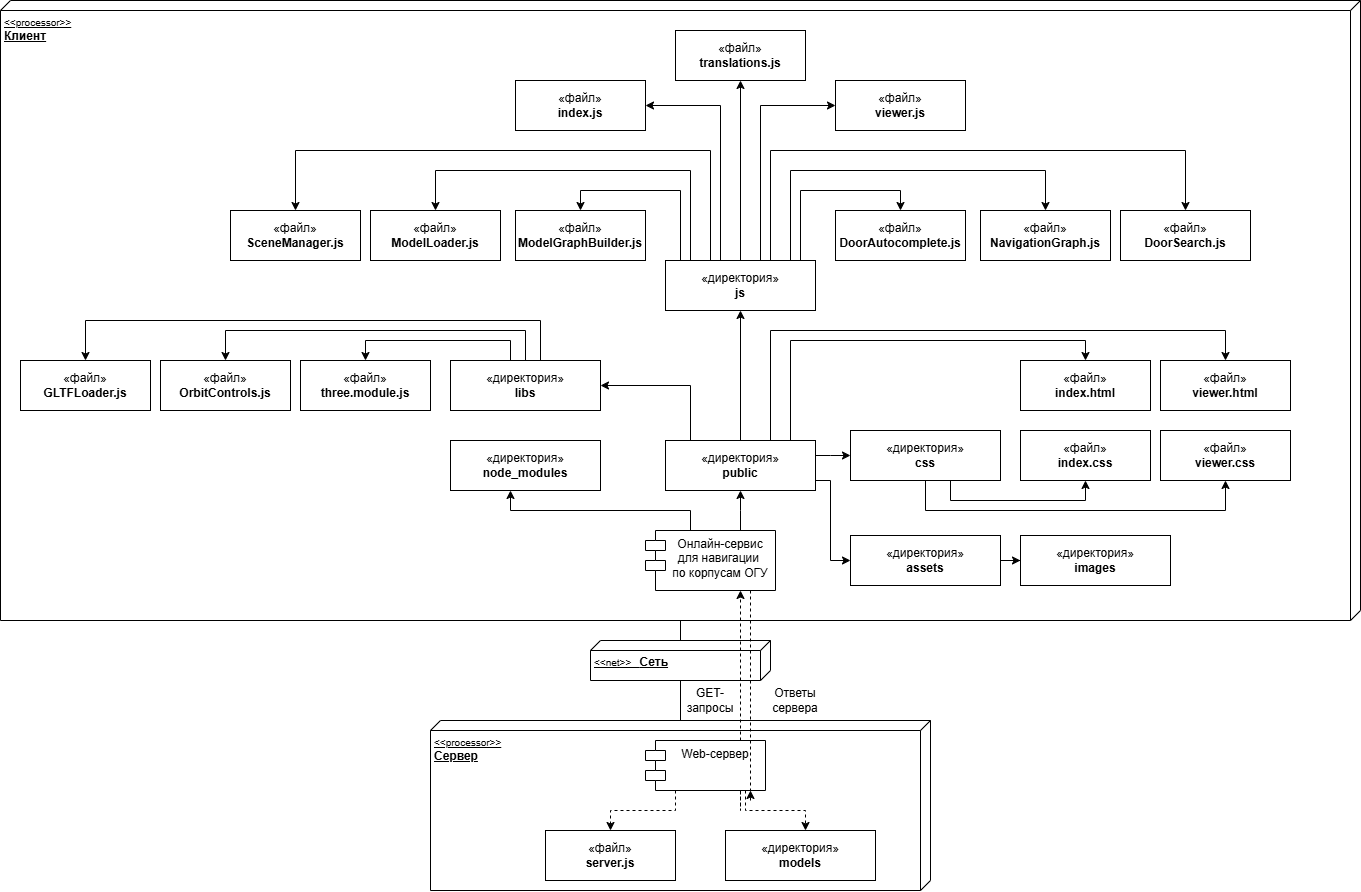 <<processor>>
Клиент
«файл»
translations.js
«файл»
index.js
«файл»
viewer.js
«файл»
SceneManager.js
«файл»
ModelLoader.js
«файл»
ModelGraphBuilder.js
«файл»
DoorAutocomplete.js
«файл»
NavigationGraph.js
«файл»
DoorSearch.js
«директория»
js
«файл»
GLTFLoader.js
«файл»
OrbitControls.js
«файл»
three.module.js
«директория»
libs
«файл»
index.html
«файл»
viewer.html
«директория»
node_modules
«директория»
public
«директория»
css
«файл»
index.css
«файл»
viewer.css
Онлайн-сервис
для навигации
по корпусам ОГУ
«директория»
assets
«директория»
images
<<net>> Сеть
GET-
запросы
Ответы
сервера
<<processor>>
Сервер
Web-сервер
«файл»
server.js
«директория»
models